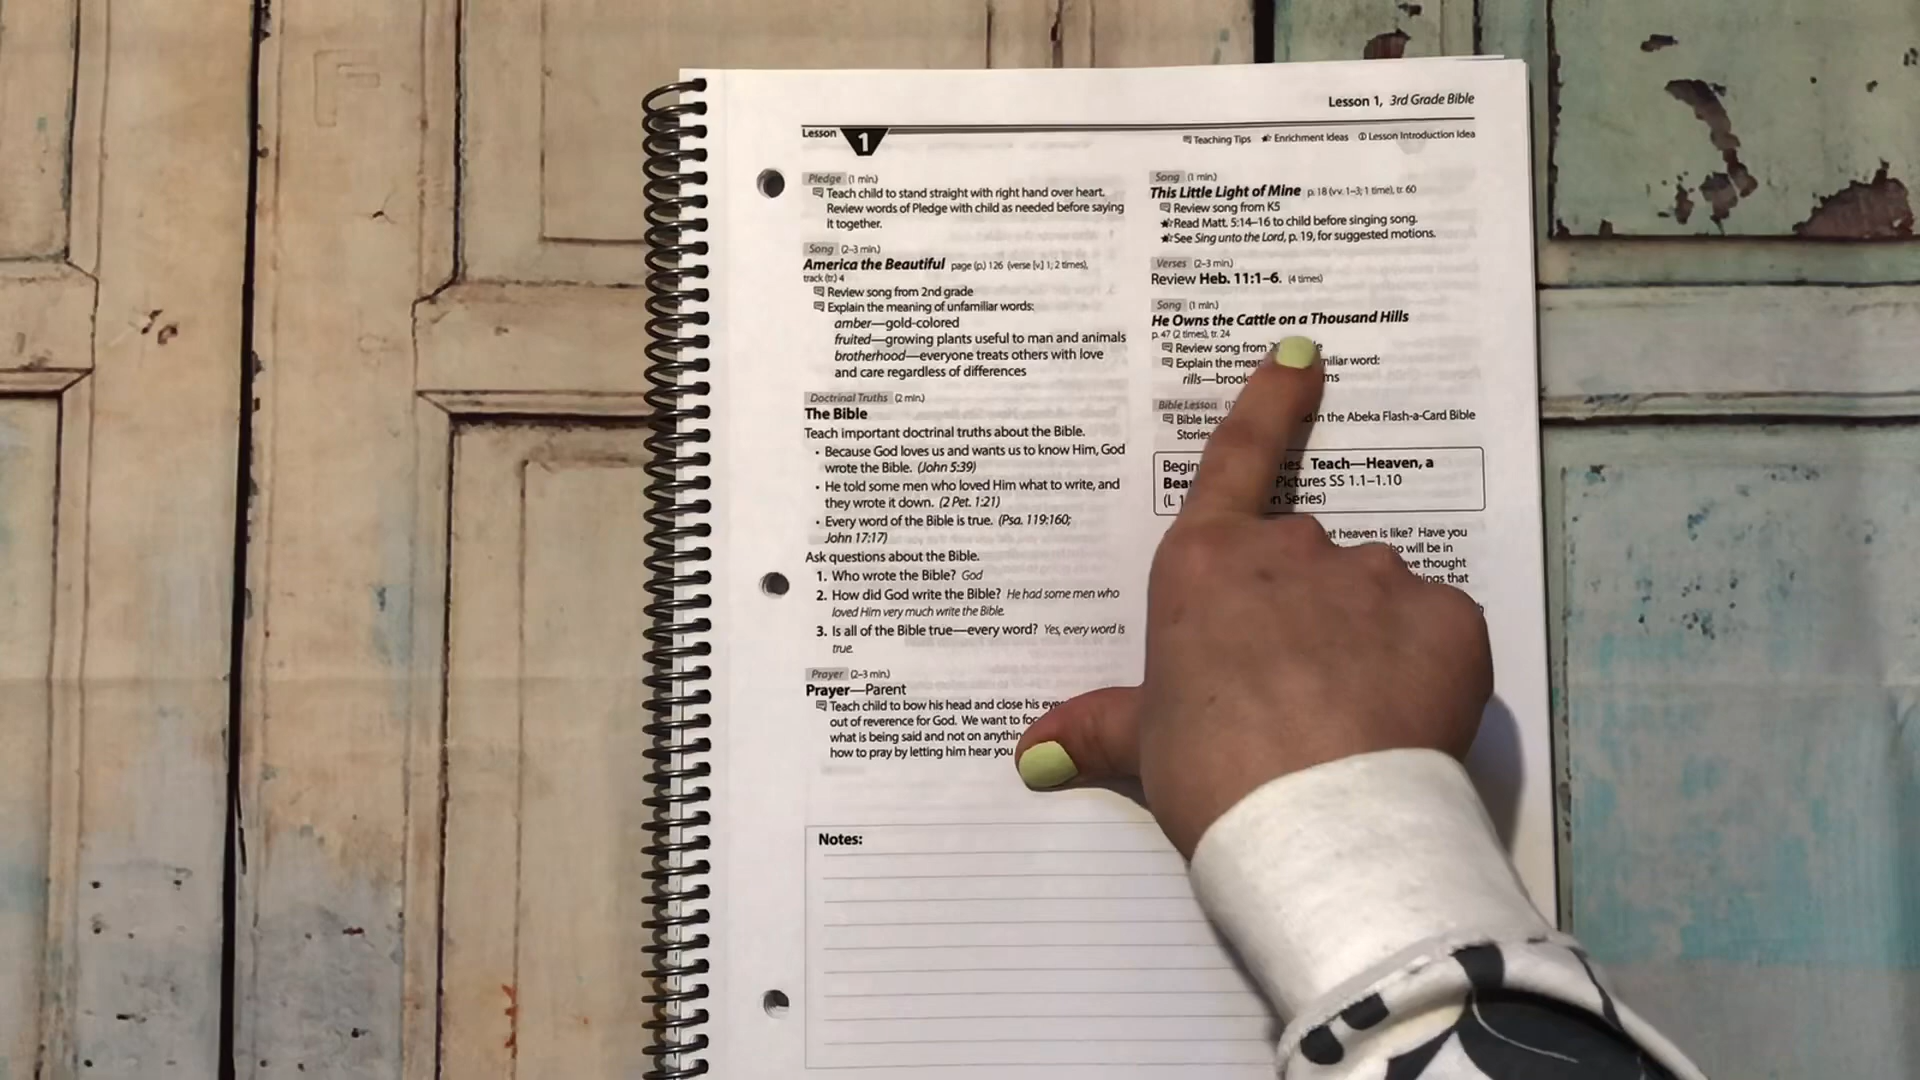 Lesson 1, 3rd Grade Bible
Lesson 1
Teaching Tips Enrichment Ideas Lesson Introduction Idea
Pledge (1 min.)
Teach child to stand straight with right hand over heart.
Review words of Pledge with child as needed before saying
it together.
Song (2–3 min.)
America the Beautiful page (p.) 126 (verse [v.] 1; 2 times),
track (tr.) 4
Review song from 2nd grade
Explain the meaning of unfamiliar words:
amber—gold-colored
fruited—growing plants useful to man and animals
brotherhood—everyone treats others with love
and care regardless of differences
Doctrinal Truths (2 min.)
The Bible
Teach important doctrinal truths about the Bible.
• Because God loves us and wants us to know Him, God
wrote the Bible. (John 5:39)
• He told some men who loved Him what to write, and
they wrote it down. (2 Pet. 1:21)
• Every word of the Bible is true. (Psa. 119:160;
John 17:17)
Ask questions about the Bible.
1. Who wrote the Bible? God
2. How did God write the Bible? He had some men who
loved Him very much write the Bible.
3. Is all of the Bible true—every word? Yes, every word is
true.
Prayer (2–3 min.)
Prayer—Parent
Teach child to bow his head and close his
out of reverence for God. We want to
what is being said and not on
how to pray by letting him hear you
Notes:
Song (1 min.)
This Little Light of Mine p. 18 (vv. 1–3; 1 time), tr. 60
Review song from K5
Read Matt. 5:14–16 to child before singing song.
See Sing unto the Lord, p. 19, for suggested motions.
Verses (2–3 min.)
Review Heb. 11:1–6. (4 times)
Song (1 min.)
He Owns the Cattle on a Thousand Hills
p. 47 (2 times), tr. 24
Review song from
Explain the word:
rills—
Bible Lesson
Bible in the Abeka Flash-a-Card Bible
Stories
Teach—Heaven, a
Pictures SS 1.1–1.10
(L 1 Series)
heaven is like? Have you
will be in
thought
that